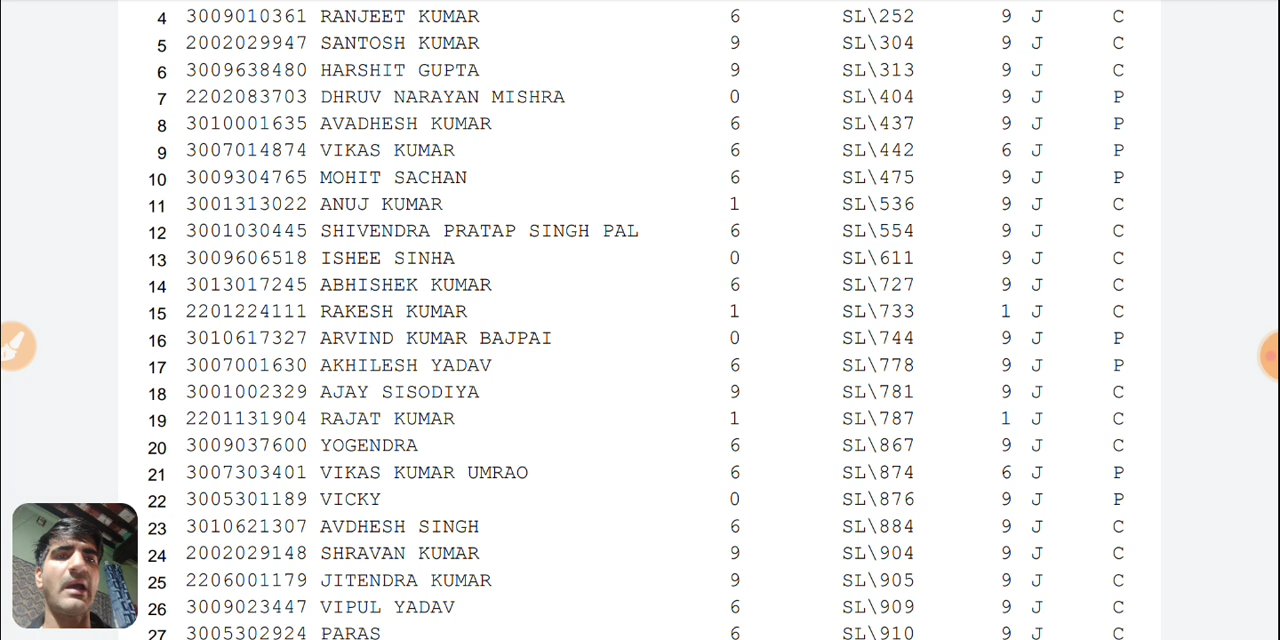 4 3009010361 RANJEET KUMAR 6 SL\252 9 J C
5 2002029947 SANTOSH KUMAR 9 SL\304 9 J C
6 3009638480 HARSHIT GUPTA 9 SL\313 9 J C
7 2202083703 DHRUV NARAYAN MISHRA 0 SL\404 9 J P
8 3010001635 AVADHESH KUMAR 6 SL\437 9 J P
9 3007014874 VIKAS KUMAR 6 SL\442 6 J P
10 3009304765 MOHIT SACHAN 6 SL\475 9 J P
11 3001313022 ANUJ KUMAR 1 SL\536 9 J C
12 3001030445 SHIVENDRA PRATAP SINGH PAL 6 SL\554 9 J C
13 3009606518 ISHEE SINHA 0 SL\611 9 J C
14 3013017245 ABHISHEK KUMAR 6 SL\727 9 J C
15 2201224111 RAKESH KUMAR 1 SL\733 1 J C
16 3010617327 ARVIND KUMAR BAJPAI 0 SL\744 9 J P
17 3007001630 AKHILESH YADAV 6 SL\778 9 J P
18 3001002329 AJAY SISODIYA 9 SL\781 9 J C
19 2201131904 RAJAT KUMAR 1 SL\787 1 J C
20 3009037600 YOGENDRA 6 SL\867 9 J C
21 3007303401 VIKAS KUMAR UMRAO 6 SL\874 6 J P
22 3005301189 VICKY 0 SL\876 9 J P
23 3010621307 AVDHESH SINGH 6 SL\884 9 J C
24 2002029148 SHRAVAN KUMAR 9 SL\904 9 J C
25 2206001179 JITENDRA KUMAR 9 SL\905 9 J C
26 3009023447 VIPUL YADAV 6 SL\909 9 J C
27 3005302924 PARAS 6 SL\910 9 J C